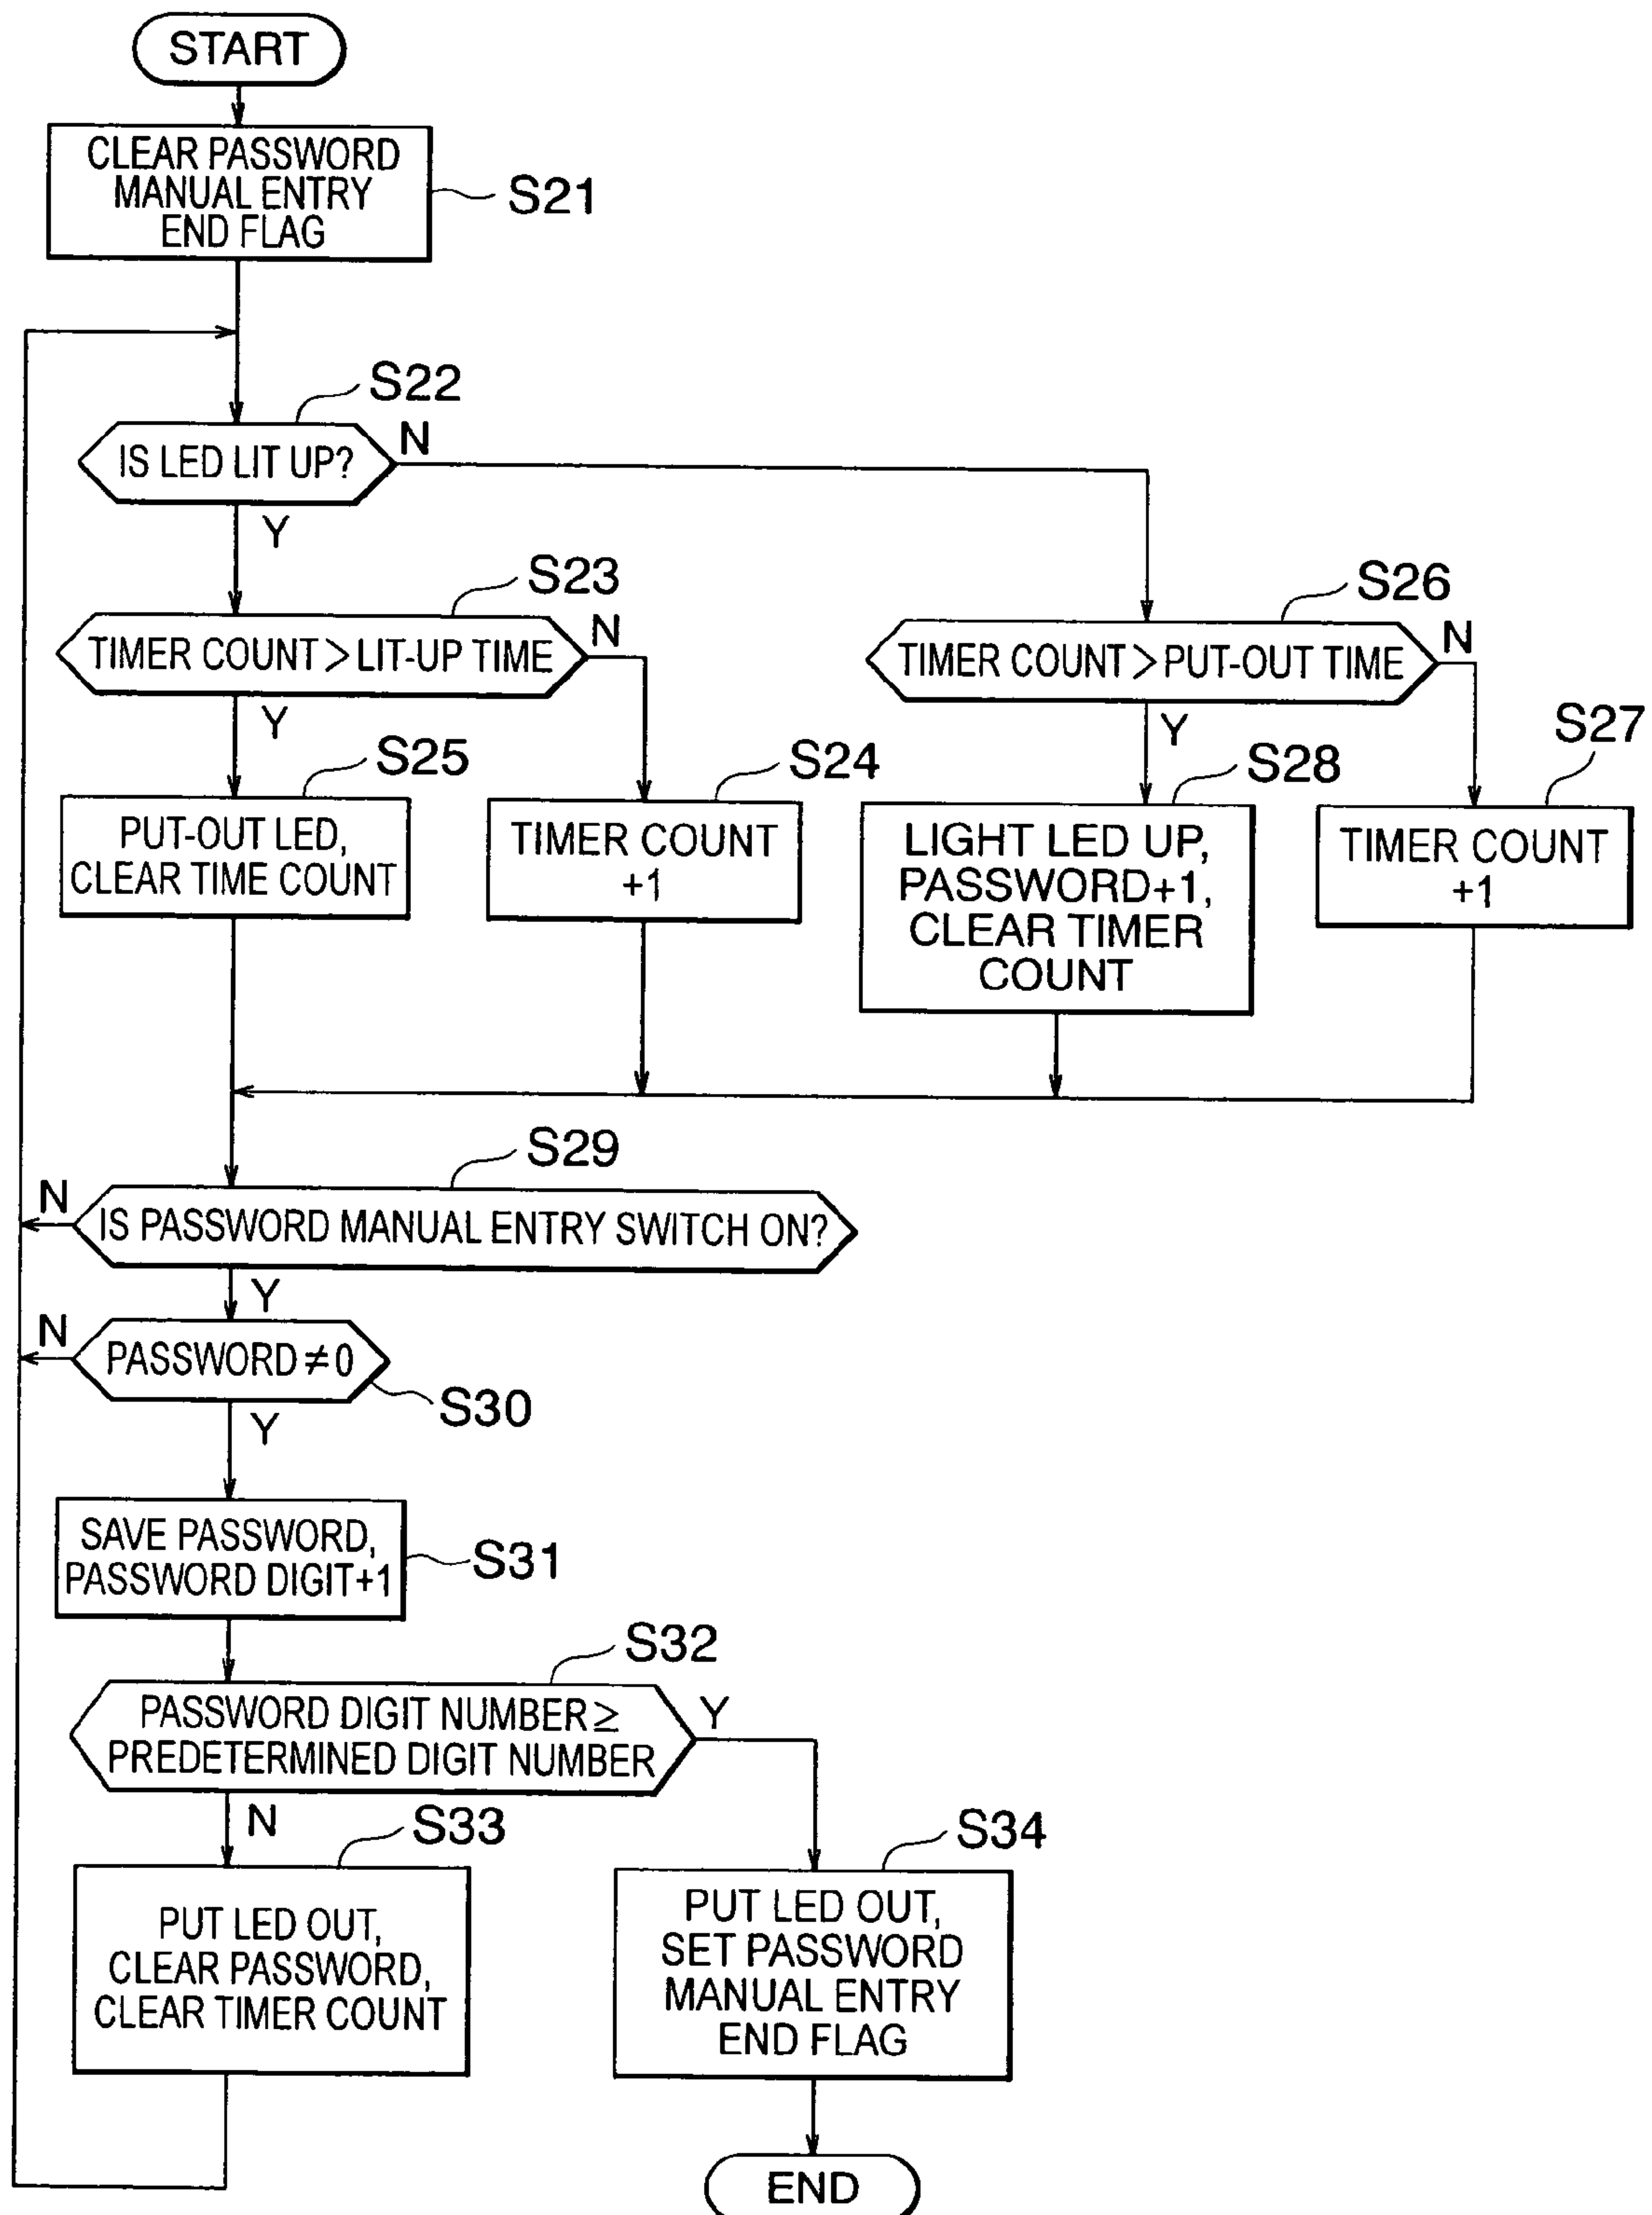 START
CLEAR PASSWORD
MANUAL ENTRY
END FLAG
S21
S22
IS LED LIT UP?
N
Y
S23
TIMER COUNT>LIT-UP TIME
N
Y
S26
TIMER COUNT>PUT-OUT TIME
N
Y
S25
PUT-OUT LED,
CLEAR TIME COUNT
S24
TIMER COUNT
+1
S28
LIGHT LED UP,
PASSWORD+1,
CLEAR TIMER
COUNT
S27
TIMER COUNT
+1
S29
N
IS PASSWORD MANUAL ENTRY SWITCH ON?
Y
N
PASSWORD≠0
S30
Y
SAVE PASSWORD,
PASSWORD DIGIT+1
S31
S32
PASSWORD DIGIT NUMBER≧
PREDETERMINED DIGIT NUMBER
Y
N
S33
PUT LED OUT,
CLEAR PASSWORD,
CLEAR TIMER COUNT
S34
PUT LED OUT,
SET PASSWORD
MANUAL ENTRY
END FLAG
END